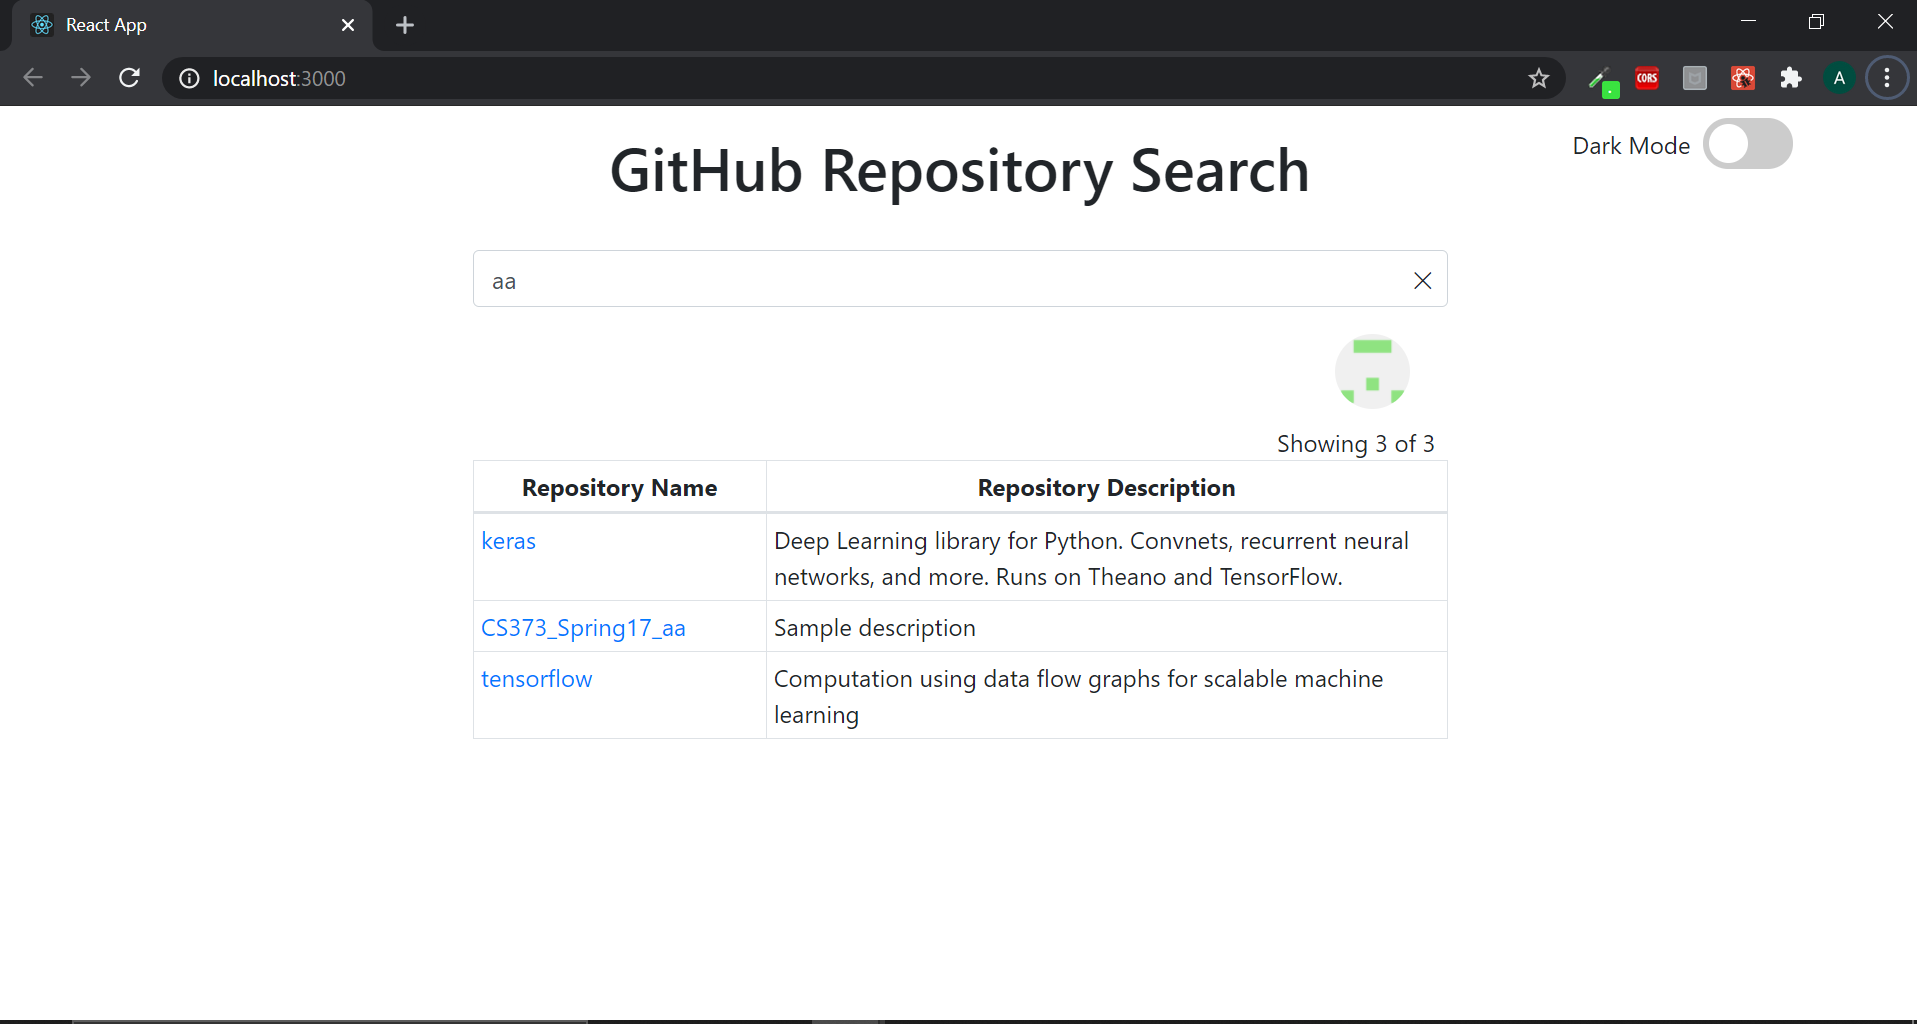 React App
localhost:3000
CORS
A
Dark Mode
GitHub Repository Search
aa
Showing 3 of 3
Repository Name Repository Description
keras Deep Learning library for Python. Convnets, recurrent neural
networks, and more. Runs on Theano and TensorFlow.
CS373_Spring17_aa Sample description
tensorflow Computation using data flow graphs for scalable machine
learning